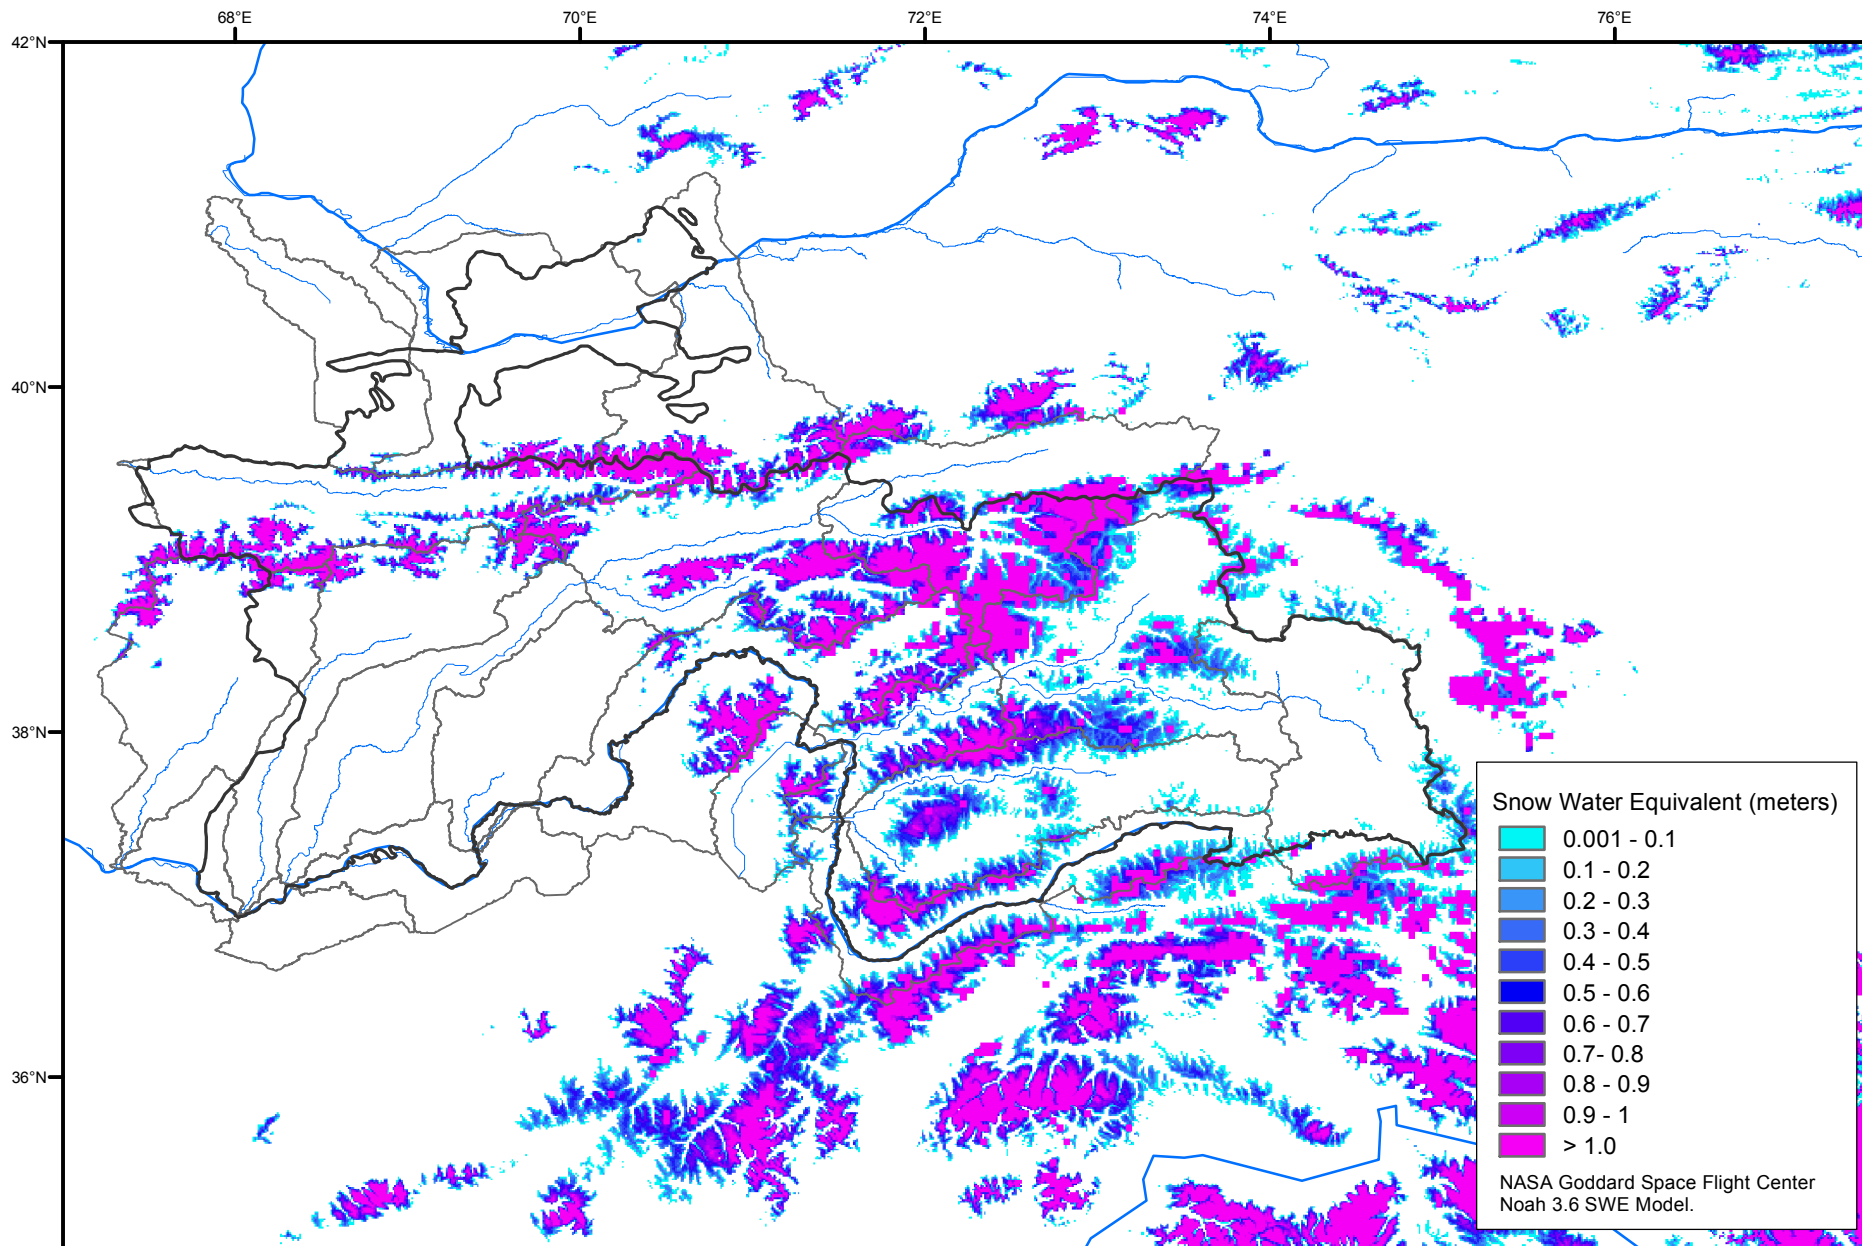 68°E 70°E 72°E 74°E 76°E
42°N
40°N
38°N
36°N
Snow Water Equivalent (meters)
0.001 - 0.1
0.1 - 0.2
0.2 - 0.3
0.3 - 0.4
0.4 - 0.5
0.5 - 0.6
0.6 - 0.7
0.7- 0.8
0.8 - 0.9
0.9 - 1
> 1.0
NASA Goddard Space Flight Center
Noah 3.6 SWE Model.